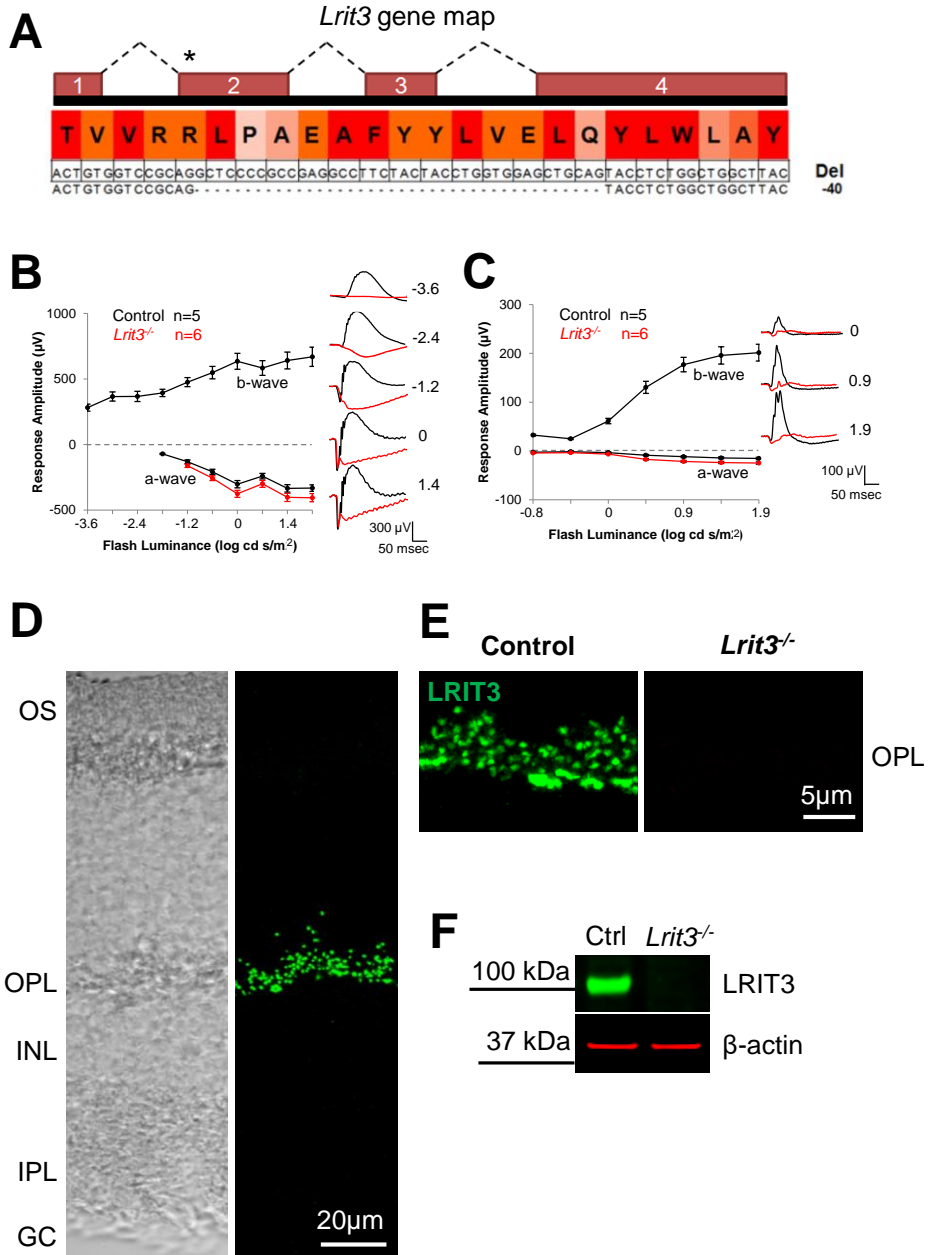 A
Lrit3 gene map
*
1 2 3 4
T V V R R L P A E A F Y Y L V E L Q Y L W L A Y
ACTGTGGTCCGCAGGCTCCCCGCCGAGGCCTTCTACTACCTGGTGGAGCTGCAGTACCTCTGGCTGGCTTAC Del
ACTGTGGTCCGCAG----------------------------------------TACCTCTGGCTGGCTTAC -40
B
Response Amplitude (µV)
1000
500
0
-500
Control n=5
Lrit3-/- n=6
b-wave
a-wave
-3.6 -2.4 -1.2 0 1.4
Flash Luminance (log cd s/m2)
-3.6
-2.4
-1.2
0
1.4
300 µV
50 msec
C
Response Amplitude (µV)
300
200
100
0
-100
Control n=5
Lrit3-/- n=6
b-wave
a-wave
-0.8 0 0.9 1.9
Flash Luminance (log cd s/m2)
0
0.9
1.9
100 µV
50 msec
D
OS
OPL
INL
IPL
GC
20µm
E
Control Lrit3-/-
LRIT3
OPL
5µm
F
Ctrl Lrit3-/-
100 kDa LRIT3
37 kDa β-actin